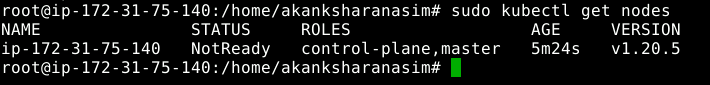 root@ip-172-31-75-140:/home/akanksharanasim# sudo kubectl get nodes
NAME STATUS ROLES AGE VERSION
ip-172-31-75-140 NotReady control-plane,master 5m24s v1.20.5
root@ip-172-31-75-140:/home/akanksharanasim#